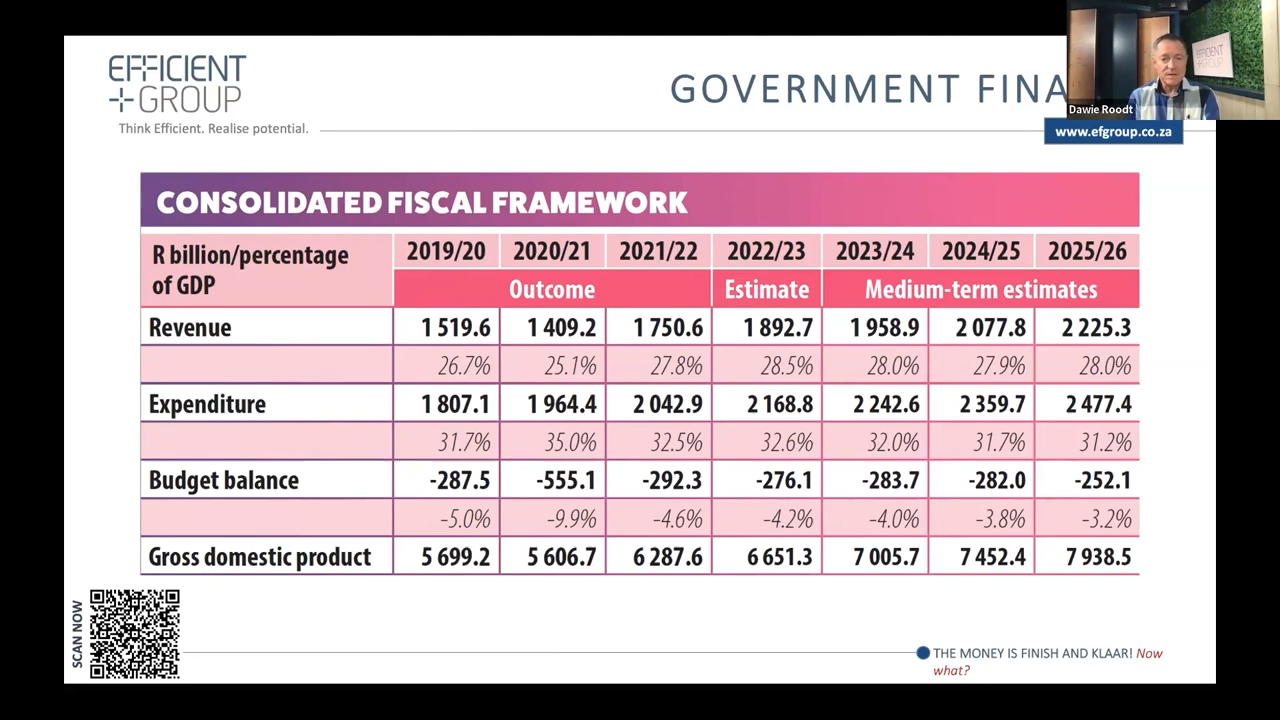 EFFICIENT
GROUP
Think Efficient. Realise potential.
GOVERNMENT FINA
EFFICIENT
GROUP
Dawie Roodt
www.efgroup.co.za
CONSOLIDATED FISCAL FRAMEWORK
R billion/percentage of GDP 2019/20 2020/21 2021/22 2022/23 2023/24 2024/25 2025/26
Outcome Estimate Medium-term estimates
Revenue 1 519.6 1 409.2 1 750.6 1 892.7 1 958.9 2 077.8 2 225.3
26.7% 25.1% 27.8% 28.5% 28.0% 27.9% 28.0%
Expenditure 1 807.1 1 964.4 2 042.9 2 168.8 2 242.6 2 359.7 2 477.4
31.7% 35.0% 32.5% 32.6% 32.0% 31.7% 31.2%
Budget balance -287.5 -555.1 -292.3 -276.1 -283.7 -282.0 -252.1
-5.0% -9.9% -4.6% -4.2% -4.0% -3.8% -3.2%
Gross domestic product 5 699.2 5 606.7 6 287.6 6 651.3 7 005.7 7 452.4 7 938.5
SCAN NOW
THE MONEY IS FINISH AND KLAAR! Now
what?